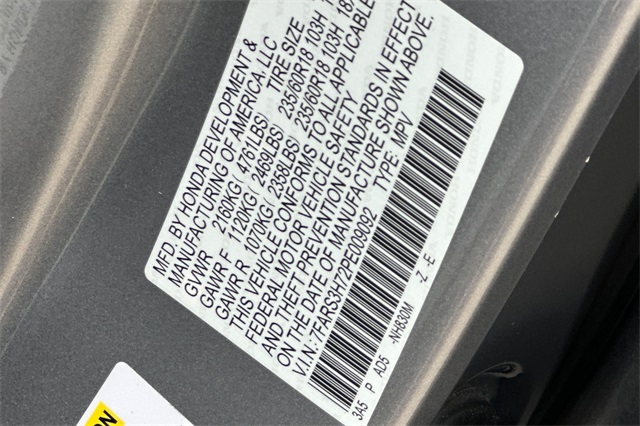 MFD. BY HONDA DEVELOPMENT &
MANUFACTURING OF AMERICA, LLC
GVWR 2160KG( 4761LBS) TIRE SIZE
GAWR F 1120KG( 2469LBS) 235/60R18 103H
GAWR R 1070KG( 2358LBS) 235/60R18 103H 18
THIS VEHICLE CONFORMS TO ALL APPLICABLE
FEDERAL MOTOR VEHICLE SAFETY
AND THEFT PREVENTION STANDARDS IN EFFECT
ON THE DATE OF MANUFACTURE SHOWN ABOVE.
V.I.N: 7FARS3H72PE009092 TYPE: MPV
3A5 P AD5 -NH830M -Z -E